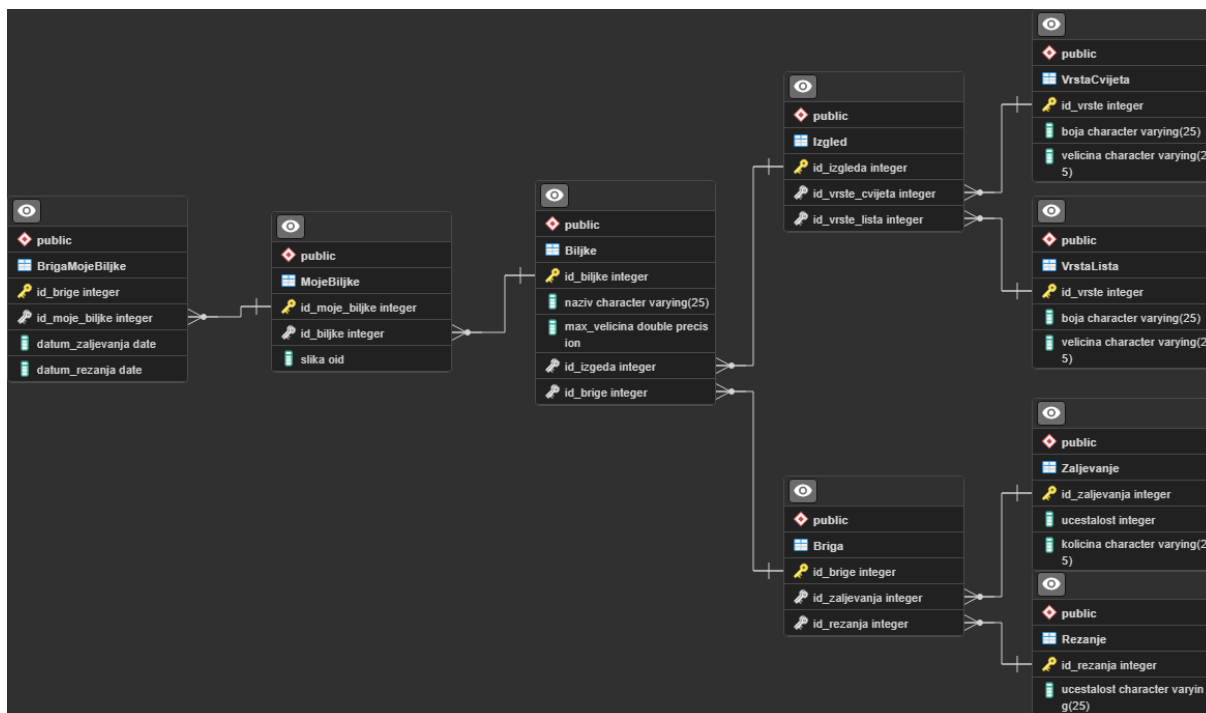 public
BrigaMojeBiljke
id_brige integer
id_moje_biljke integer
datum_zaljevanja date
datum_rezanja date
public
MojeBiljke
id_moje_biljke integer
id_biljke integer
slika oid
public
Biljke
id_biljke integer
naziv character varying(25)
max_velicina double precis
ion
id_izgeda integer
id_brige integer
public
Izgled
id_izgleda integer
id_vrste_cvijeta integer
id_vrste_lista integer
public
Briga
id_brige integer
id_zaljevanja integer
id_rezanja integer
public
VrstaCvijeta
id_vrste integer
boja character varying(25)
velicina character varying(2
5)
public
VrstaLista
id_vrste integer
boja character varying(25)
velicina character varying(2
5)
public
Zaljevanje
id_zaljevanja integer
ucestalost integer
kolicina character varying(2
5)
public
Rezanje
id_rezanja integer
ucestalost character varyin
g(25)